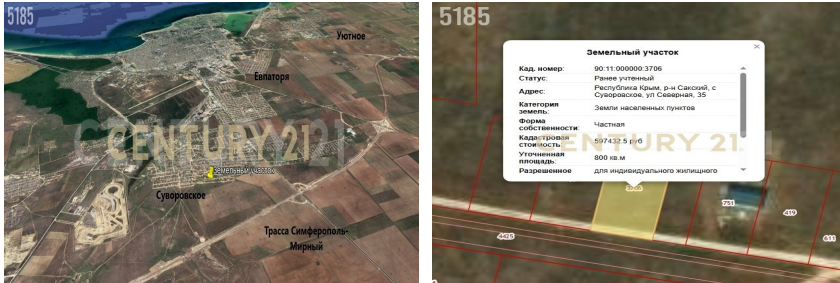 5185
Уютное
Евпатория
CENTURY 21
земельный участок
Суворовское
Трасса Симферополь-
Мирный
5185
Земельный участок
Кад. номер: 90:11:000000:3706
Статус: Ранее учтенный
Адрес: Республика Крым, р-н Сакский, с
Суворовское, ул Северная, 35
Категория
земель: Земли населенных пунктов
Форма
собственности: Частная
Кадастровая
стоимость: 597432.5 руб
Уточненная
площадь: 800 кв.м
Разрешенное для индивидуального жилищного
CENTURY 21
3706
751
419
611
4425